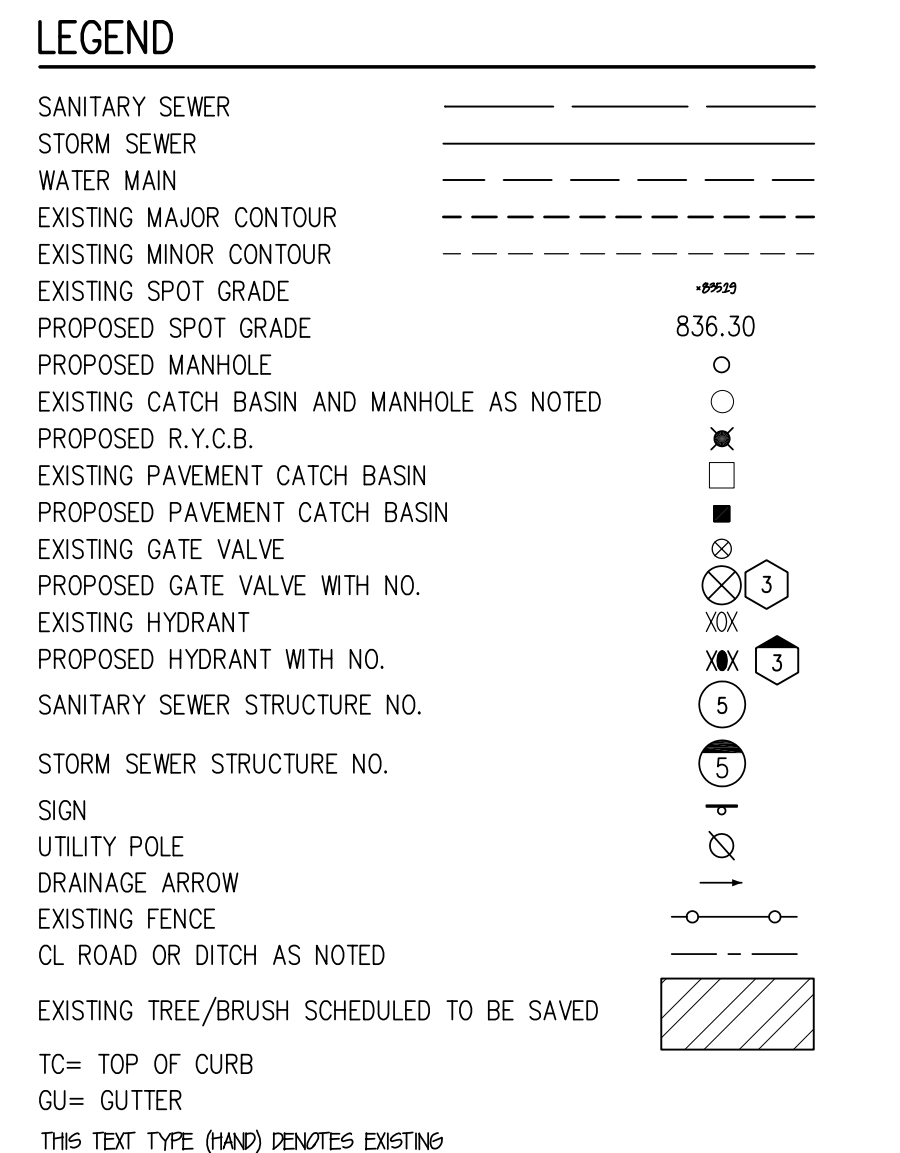 LEGEND
SANITARY SEWER
STORM SEWER
WATER MAIN
EXISTING MAJOR CONTOUR
EXISTING MINOR CONTOUR
EXISTING SPOT GRADE ×835.29
PROPOSED SPOT GRADE 836.30
PROPOSED MANHOLE
EXISTING CATCH BASIN AND MANHOLE AS NOTED
PROPOSED R.Y.C.B.
EXISTING PAVEMENT CATCH BASIN
PROPOSED PAVEMENT CATCH BASIN
EXISTING GATE VALVE
PROPOSED GATE VALVE WITH NO. 3
EXISTING HYDRANT
PROPOSED HYDRANT WITH NO. 3
SANITARY SEWER STRUCTURE NO. 5
STORM SEWER STRUCTURE NO. 5
SIGN
UTILITY POLE
DRAINAGE ARROW
EXISTING FENCE
CL ROAD OR DITCH AS NOTED
EXISTING TREE/BRUSH SCHEDULED TO BE SAVED
TC= TOP OF CURB
GU= GUTTER
THIS TEXT TYPE (HAND) DENOTES EXISTING